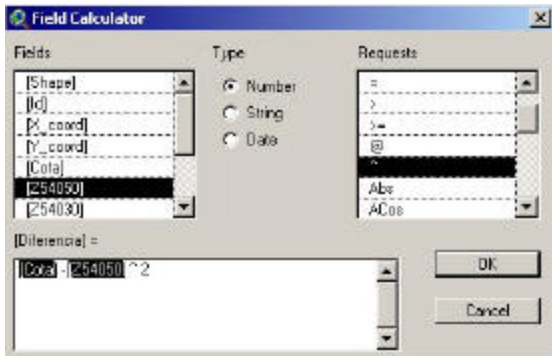 Field Calculator
Fields
Type
Requests
[Shape]
[Id]
[X_coord]
[Y_coord]
[Cota]
[Z54050]
[Z54030]
Number
String
Date
=
>
>=
@
^
Abs
ACos
[Diferencia] =
[Cota] - [Z54050] ^ 2
OK
Cancel